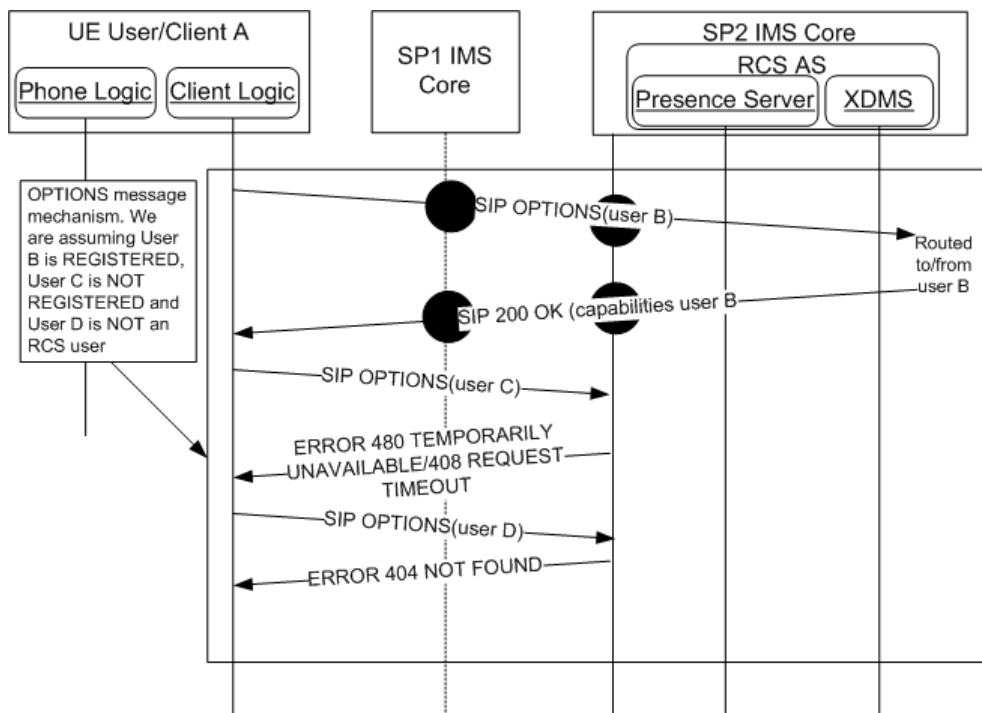 UE User/Client A
Phone Logic
Client Logic
SP1 IMS
Core
SP2 IMS Core
RCS AS
Presence Server
XDMS
OPTIONS message
mechanism. We
are assuming User
B is REGISTERED,
User C is NOT
REGISTERED and
User D is NOT an
RCS user
SIP OPTIONS(user B)
Routed
to/from
user B
SIP 200 OK (capabilities user B
SIP OPTIONS(user C)
ERROR 480 TEMPORARILY
UNAVAILABLE/408 REQUEST
TIMEOUT
SIP OPTIONS(user D)
ERROR 404 NOT FOUND